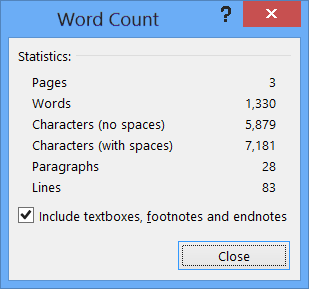 Word Count ?
Statistics:
Pages 3
Words 1,330
Characters (no spaces) 5,879
Characters (with spaces) 7,181
Paragraphs 28
Lines 83
Include textboxes, footnotes and endnotes
Close